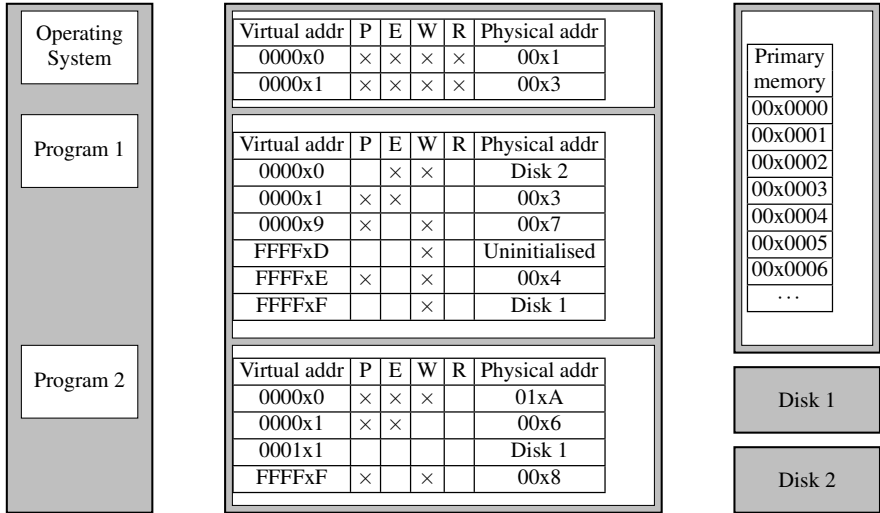 Operating
System
Program 1
Program 2
Virtual addr P E W R Physical addr
0000x0 × × × × 00x1
0000x1 × × × × 00x3
Virtual addr P E W R Physical addr
0000x0 × × Disk 2
0000x1 × × 00x3
0000x9 × × 00x7
FFFFxD × Uninitialised
FFFFxE × × 00x4
FFFFxF × Disk 1
Virtual addr P E W R Physical addr
0000x0 × × × 01xA
0000x1 × × 00x6
0001x1 Disk 1
FFFFxF × × 00x8
Primary
memory
00x0000
00x0001
00x0002
00x0003
00x0004
00x0005
00x0006
...
Disk 1
Disk 2